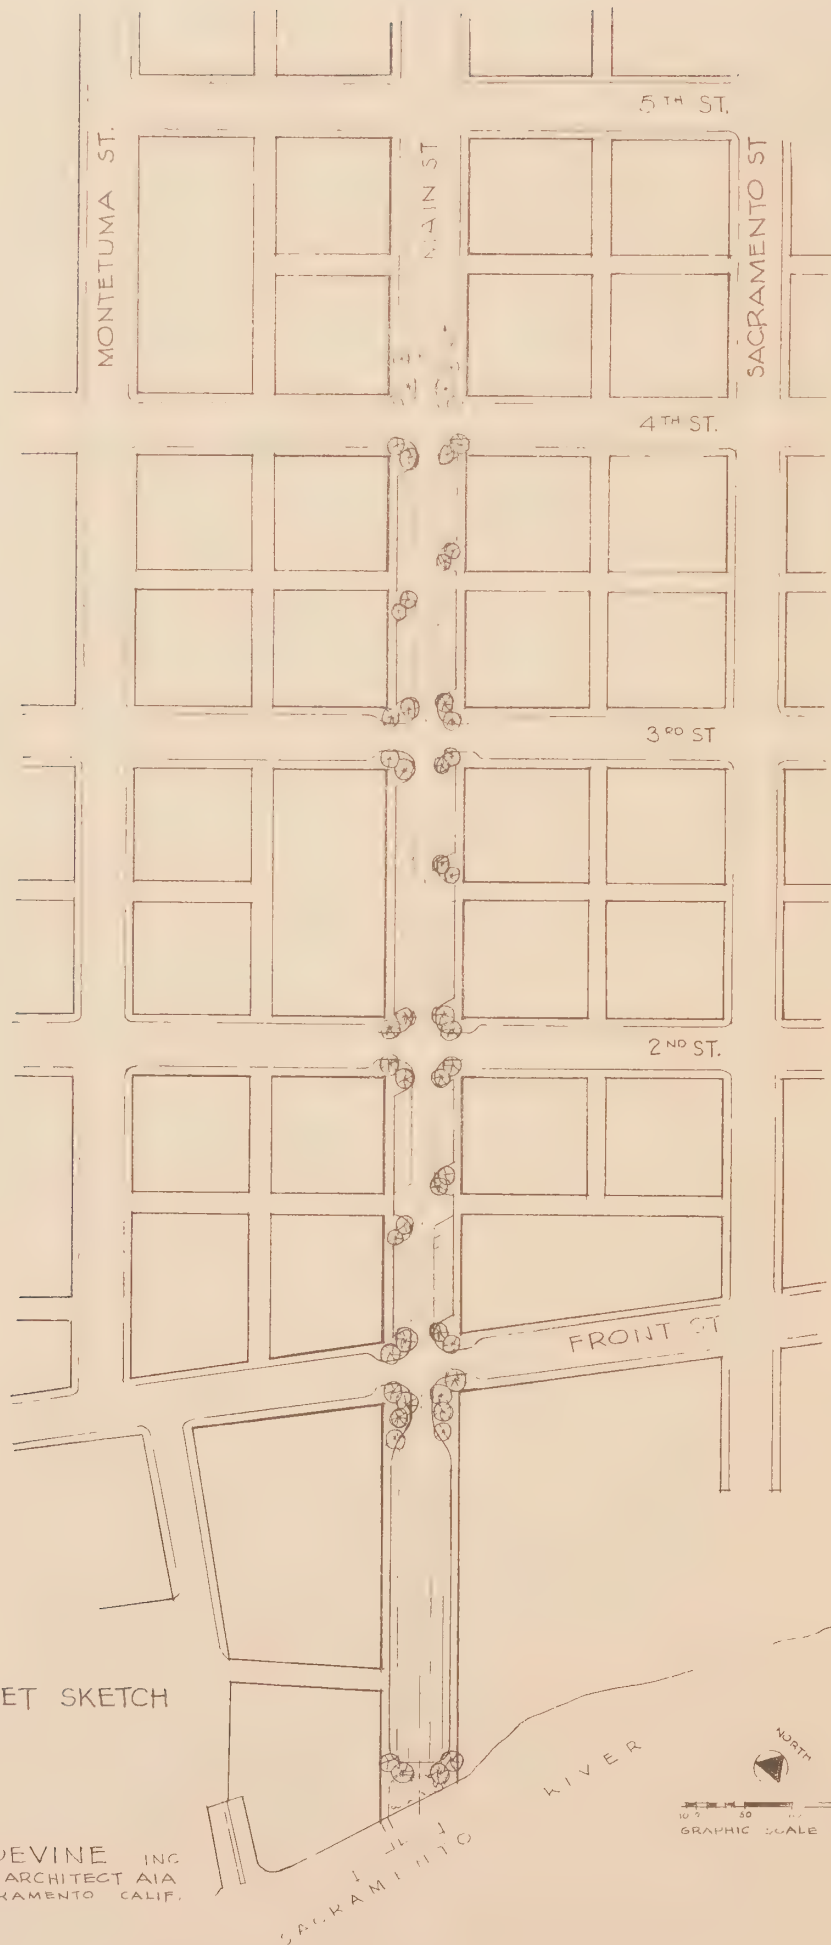 5TH ST.
MONTETUMA ST.
MAIN ST
SACRAMENTO ST
4TH ST.
3RD ST
2ND ST.
FRONT ST
ET SKETCH
NORTH
SACRAMENTO RIVER
GRAPHIC SCALE
DEVINE INC
ARCHITECT AIA
RAMENTO CALIF.